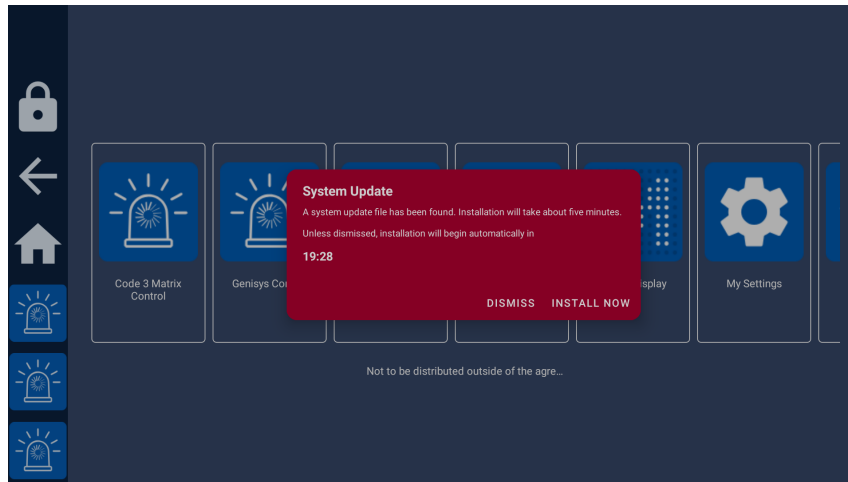 System Update
A system update file has been found. Installation will take about five minutes.
Unless dismissed, installation will begin automatically in
19:28
DISMISS INSTALL NOW
Code 3 Matrix
Control
Genisys
My Settings
Not to be distributed outside of the agre…